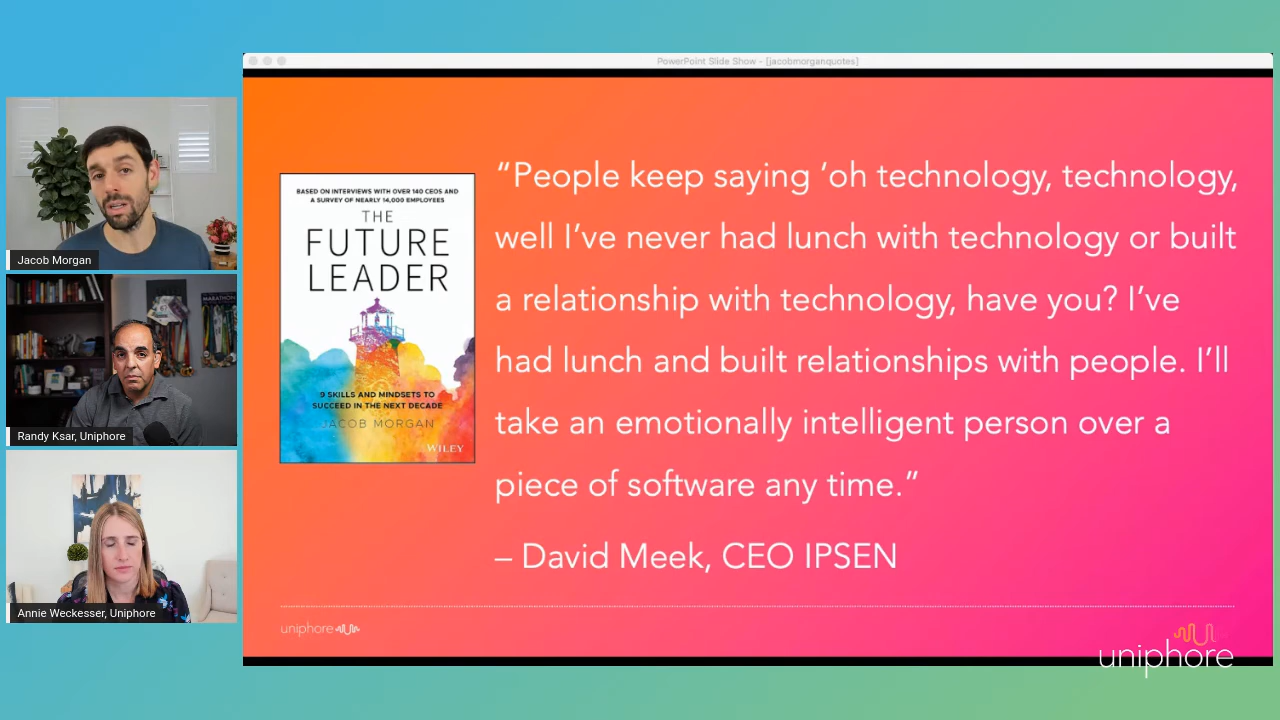 PowerPoint Slide Show - [jacobmorganquotes]
Jacob Morgan
MARATHON
Randy Ksar, Uniphore
Annie Weckesser, Uniphore
BASED ON INTERVIEWS WITH OVER 140 CEOS AND
A SURVEY OF NEARLY 14,000 EMPLOYEES
THE
FUTURE
LEADER
9 SKILLS AND MINDSETS TO
SUCCEED IN THE NEXT DECADE
JACOB MORGAN
WILEY
“People keep saying ‘oh technology, technology,
well I’ve never had lunch with technology or built
a relationship with technology, have you? I’ve
had lunch and built relationships with people. I’ll
take an emotionally intelligent person over a
piece of software any time.”
– David Meek, CEO IPSEN
uniphore
uniphore